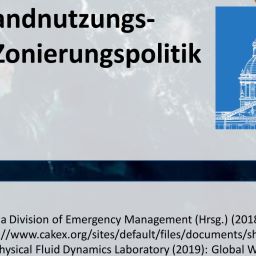 andnutzungs-
Zonierungspolitik
a Division of Emergency Management (Hrsg.) (2018
//www.cakex.org/sites/default/files/documents/sh
hysical Fluid Dynamics Laboratory (2019): Global W